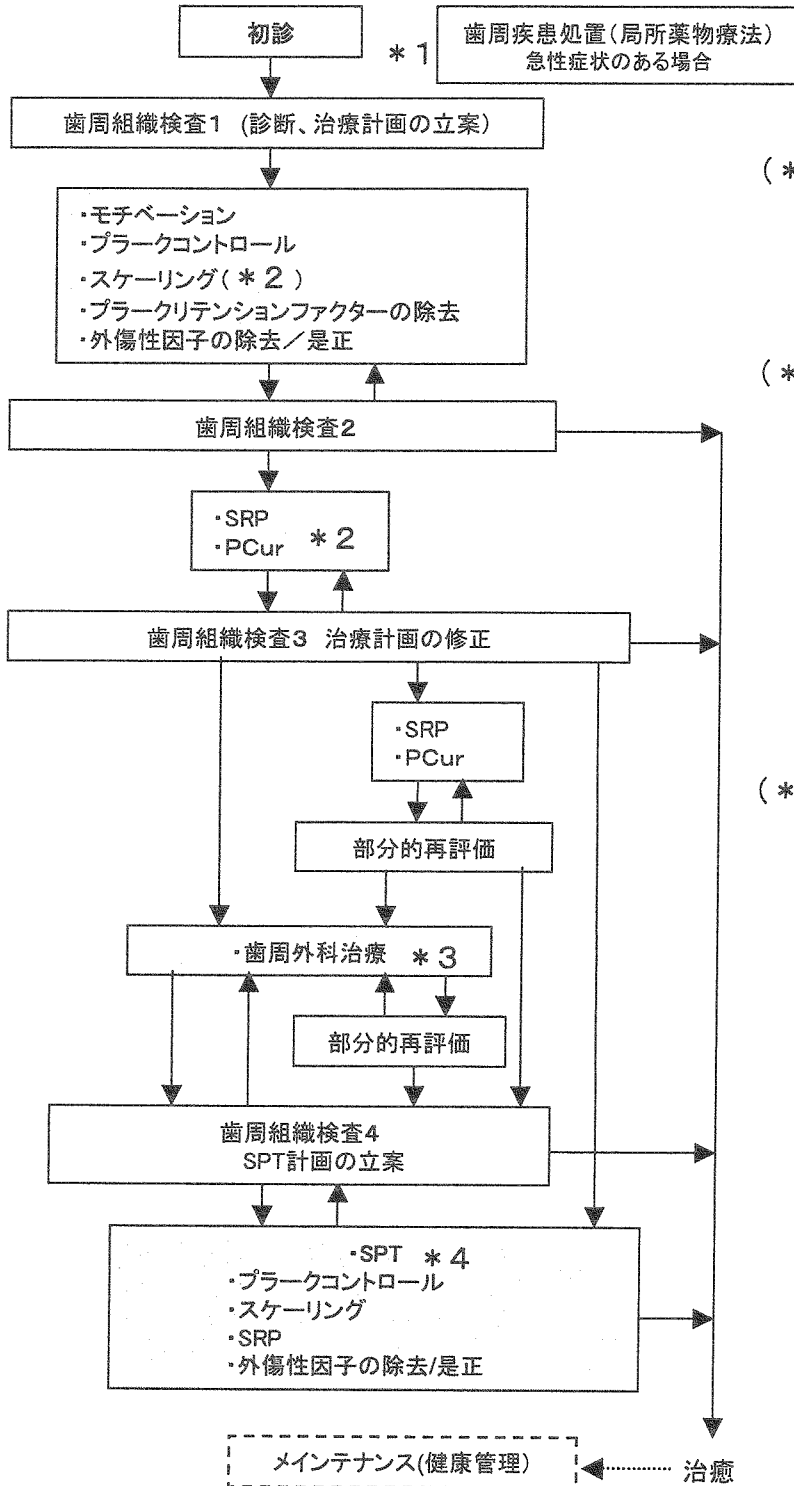 初診
*1
歯周疾患処置(局所薬物療法)
急性症状のある場合
歯周組織検査1 (診断、治療計画の立案)
(*
・モチベーション
・プラークコントロール
・スケーリング(*2)
・プラークリテンションファクターの除去
・外傷性因子の除去/是正
(*
歯周組織検査2
・SRP
・PCur *2
歯周組織検査3 治療計画の修正
・SRP
・PCur
(*
部分的再評価
・歯周外科治療 *3
部分的再評価
歯周組織検査4
SPT計画の立案
・SPT *4
・プラークコントロール
・スケーリング
・SRP
・外傷性因子の除去/是正
メインテナンス(健康管理)
治癒